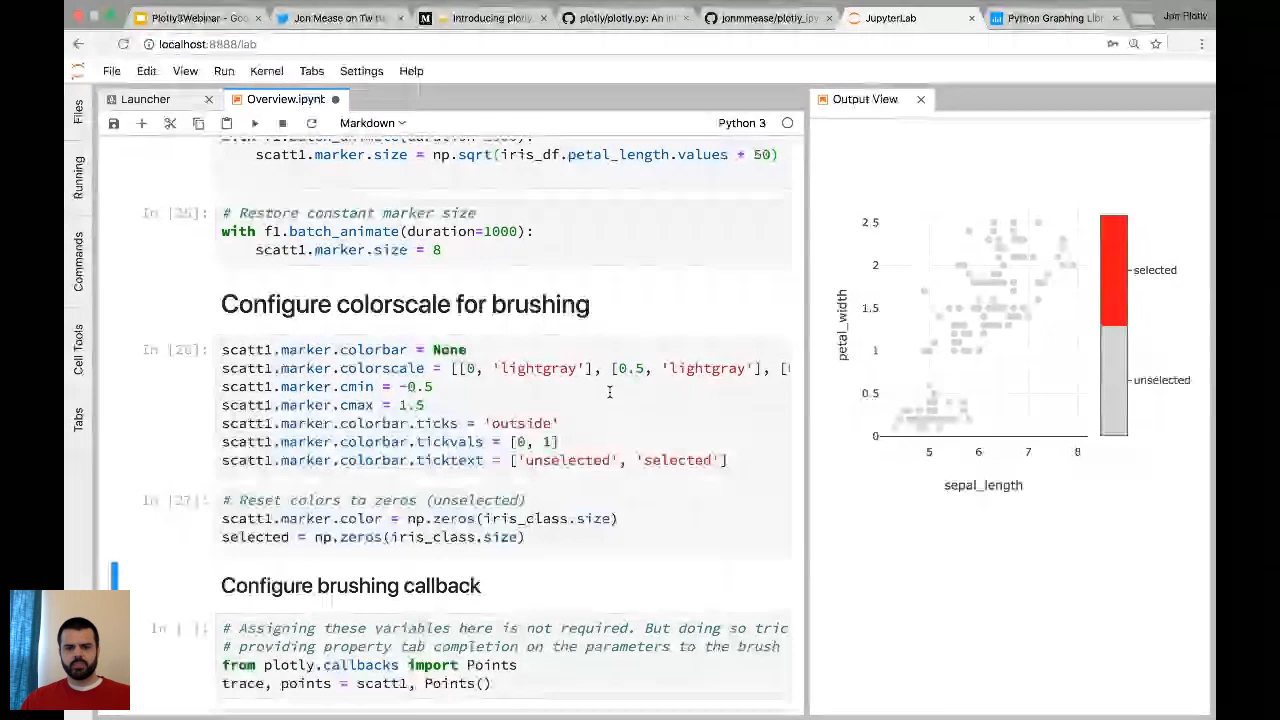 Plotly3Webinar - Goo
Jon Mease on Tw
Introducing plotly
plotly/plotly.py: An i
jonmmease/plotly_ipy
JupyterLab
Python Graphing Lib
Jon Plotly
localhost:8888/lab
File Edit View Run Kernel Tabs Settings Help
Files
Running
Commands
Cell Tools
Tabs
Launcher
Overview.ipynb
Output View
Markdown
Python 3
scatt1.marker.size = np.sqrt(iris_df.petal_length.values * 50)
# Restore constant marker size
with f1.batch_animate(duration=1000):
scatt1.marker.size = 8
Configure colorscale for brushing
In [26]:
scatt1.marker.colorbar = None
scatt1.marker.colorscale = [[0, 'lightgray'], [0.5, 'lightgray'], [
scatt1.marker.cmin = -0.5
scatt1.marker.cmax = 1.5
scatt1.marker.colorbar.ticks = 'outside'
scatt1.marker.colorbar.tickvals = [0, 1]
scatt1.marker.colorbar.ticktext = ['unselected', 'selected']
In [27]:
# Reset colors to zeros (unselected)
scatt1.marker.color = np.zeros(iris_class.size)
selected = np.zeros(iris_class.size)
Configure brushing callback
In [ ]:
# Assigning these variables here is not required. But doing so tric
# providing property tab completion on the parameters to the brush
from plotly.callbacks import Points
trace, points = scatt1, Points()
2.5
2
1.5
1
0.5
0
petal_width
5 6 7 8
sepal_length
selected
unselected